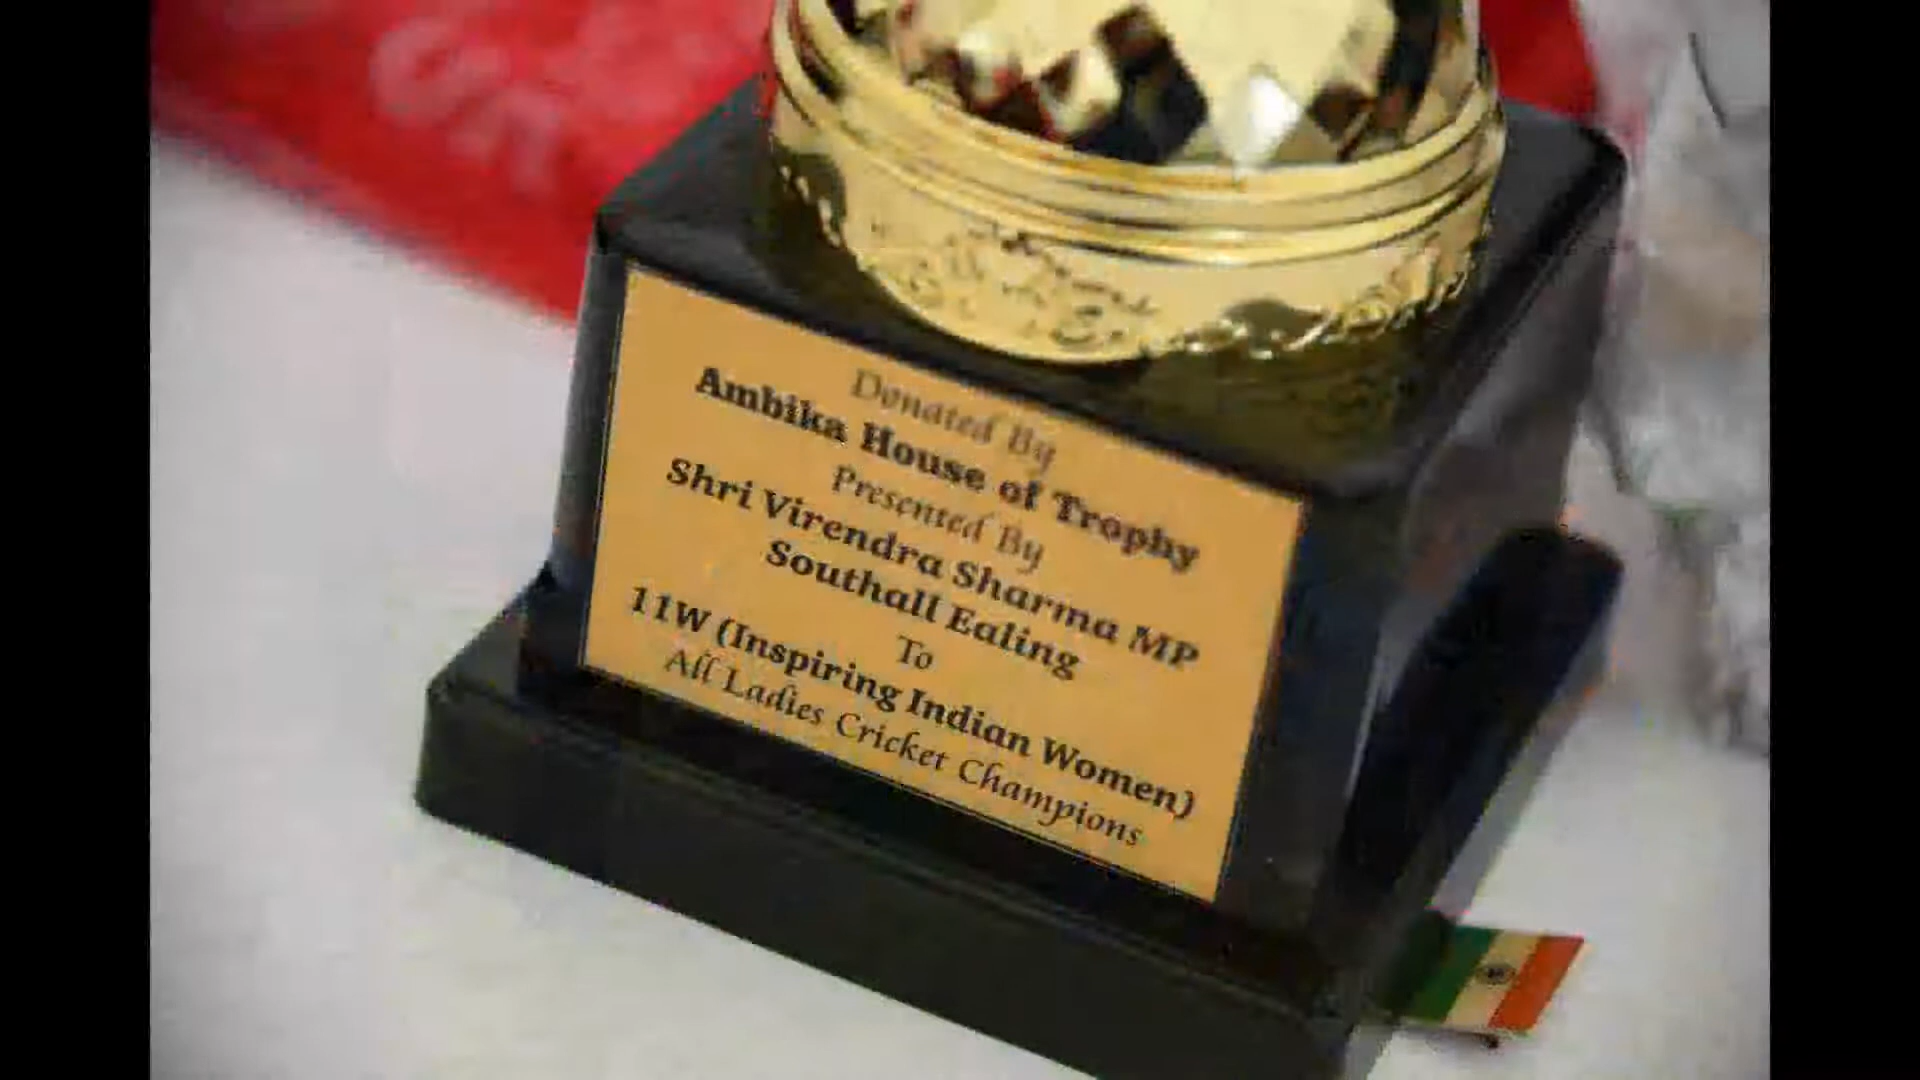 Donated By
Ambika House of Trophy
Presented By
Shri Virendra Sharma MP
Southall Ealing
To
11W (Inspiring Indian Women)
All Ladies Cricket Champions